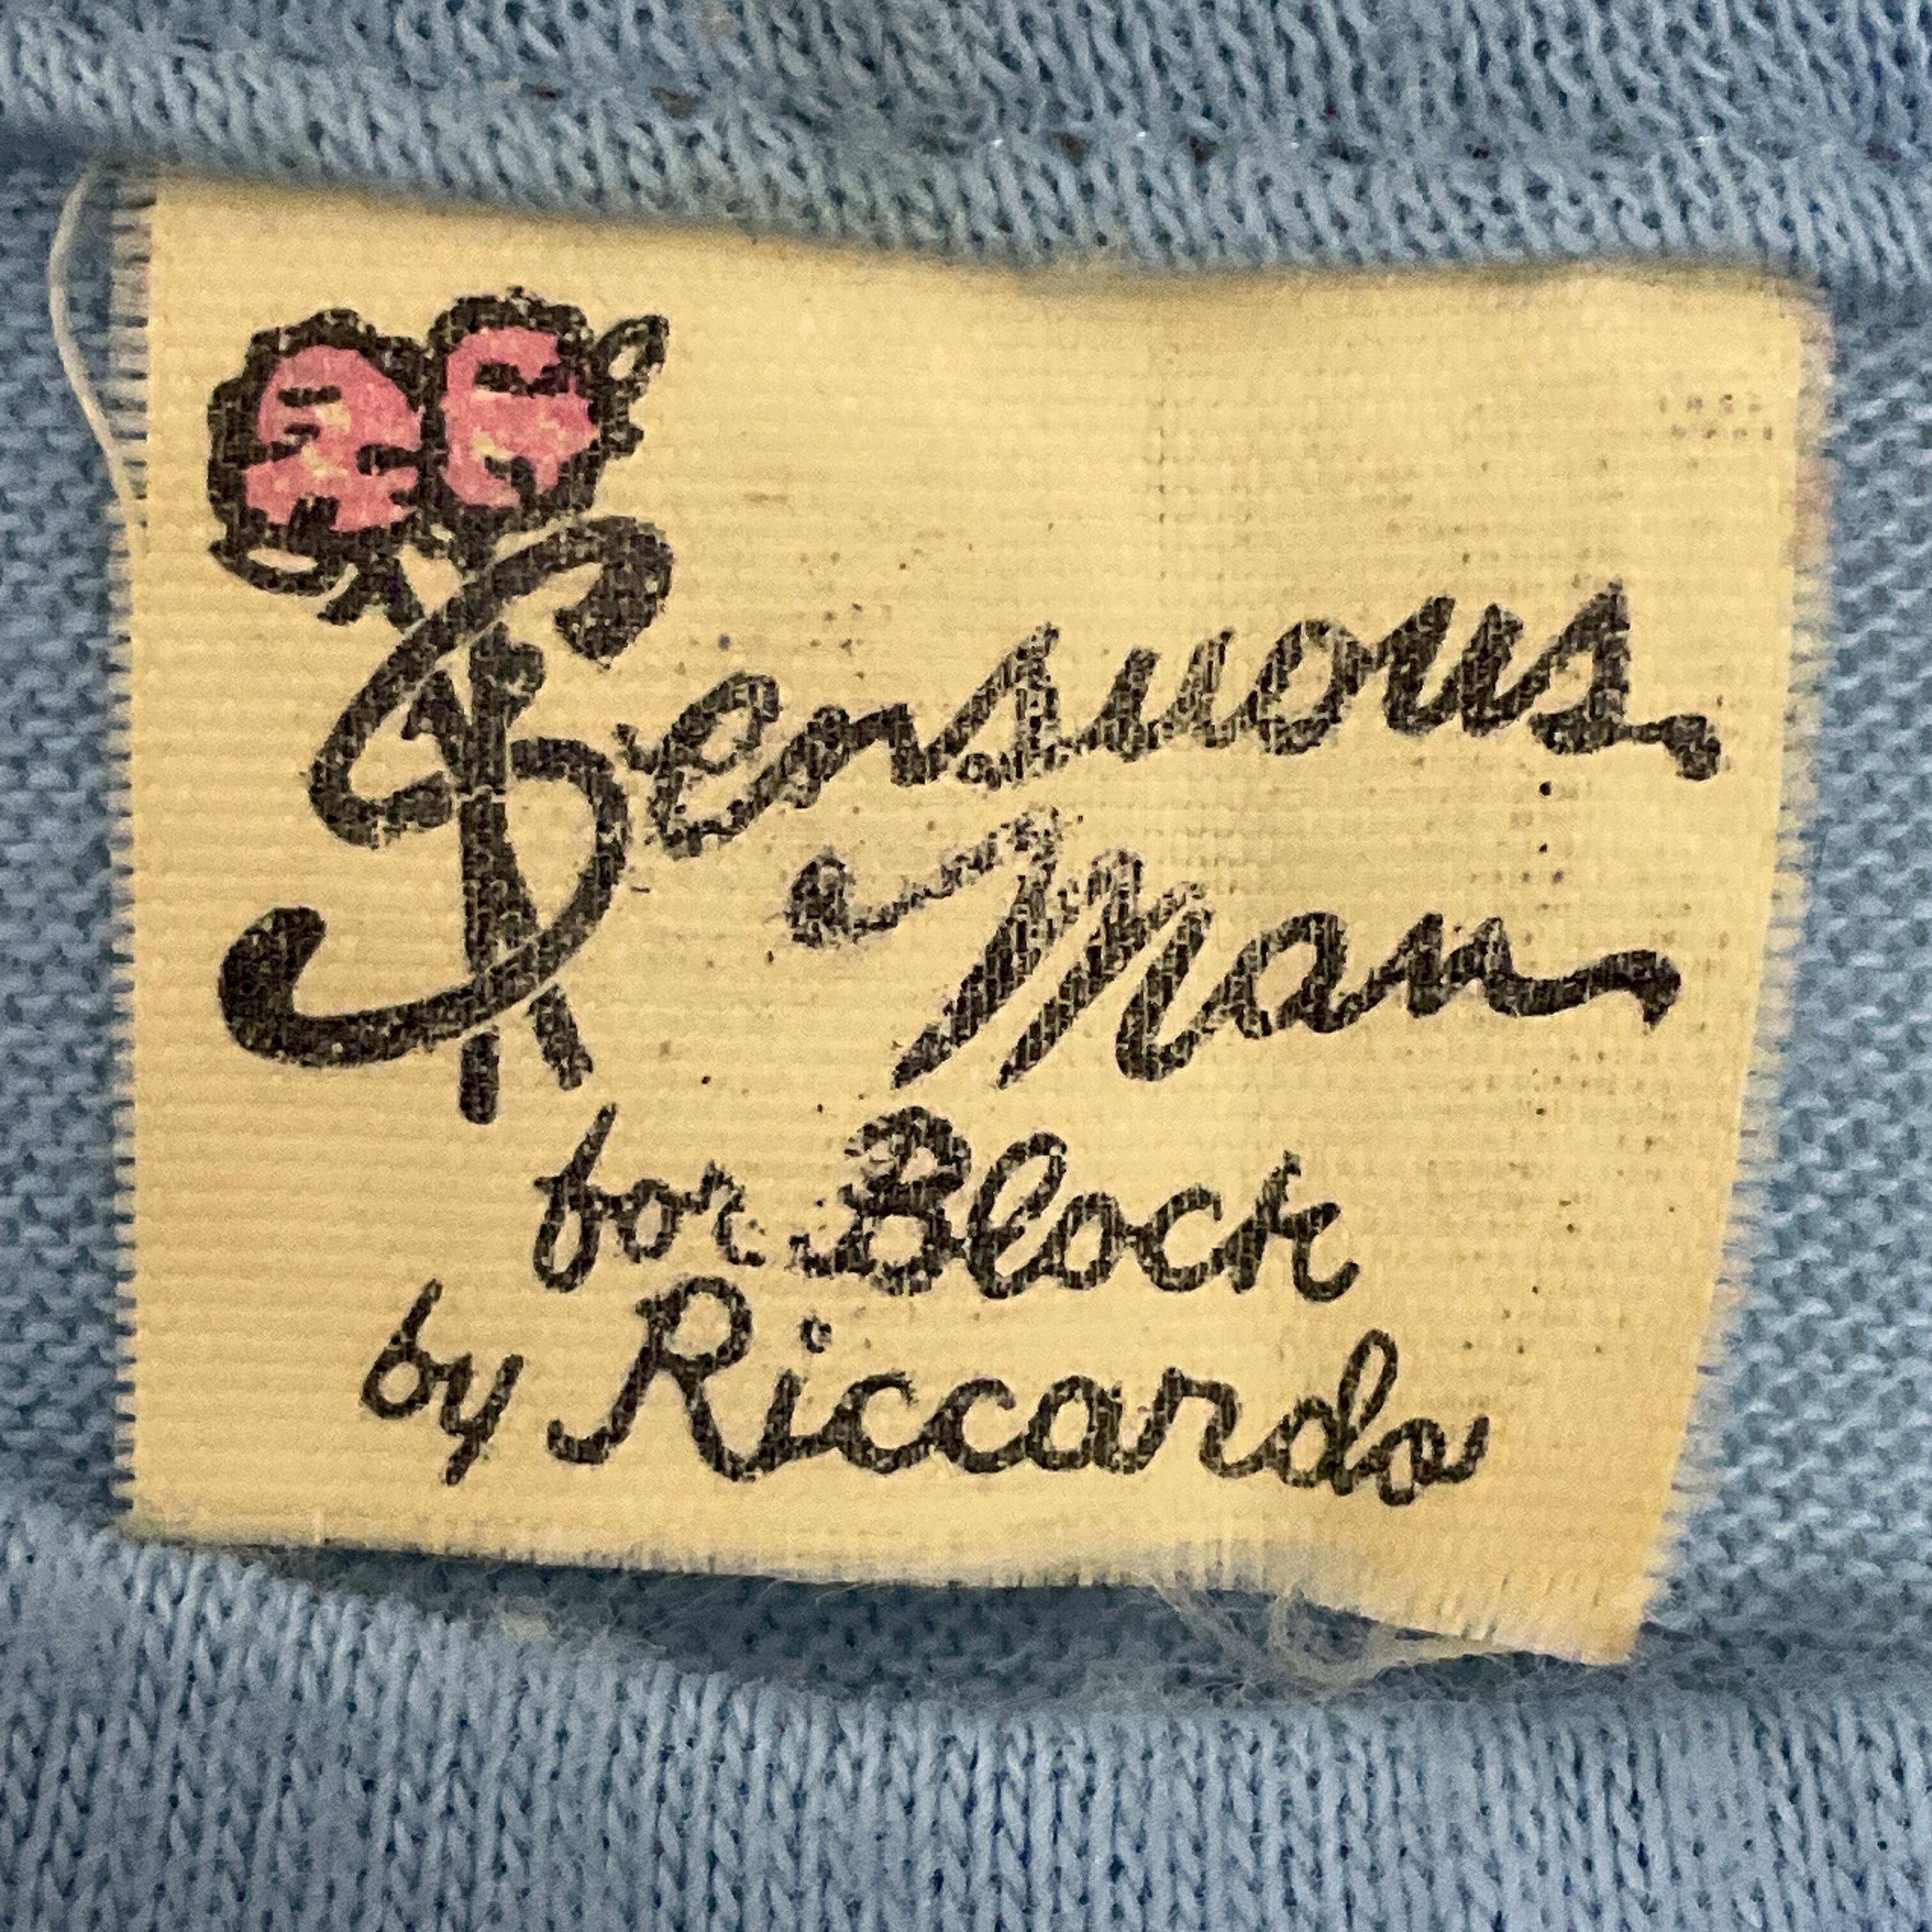 Sensuous
Man
for Block
by Riccardo